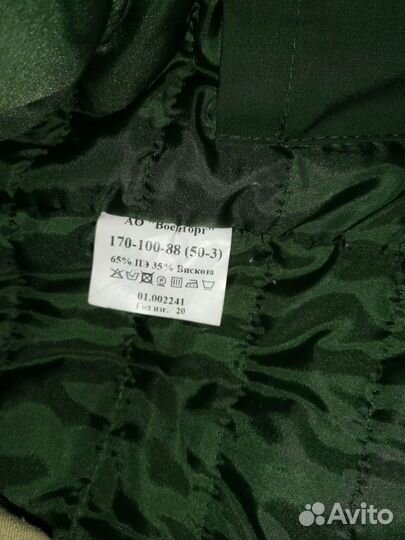 АО "Военторг"
170-100-88 (50-3)
65% ПЭ 35% Вискоза
01.002241
Год изг. 20
Avito